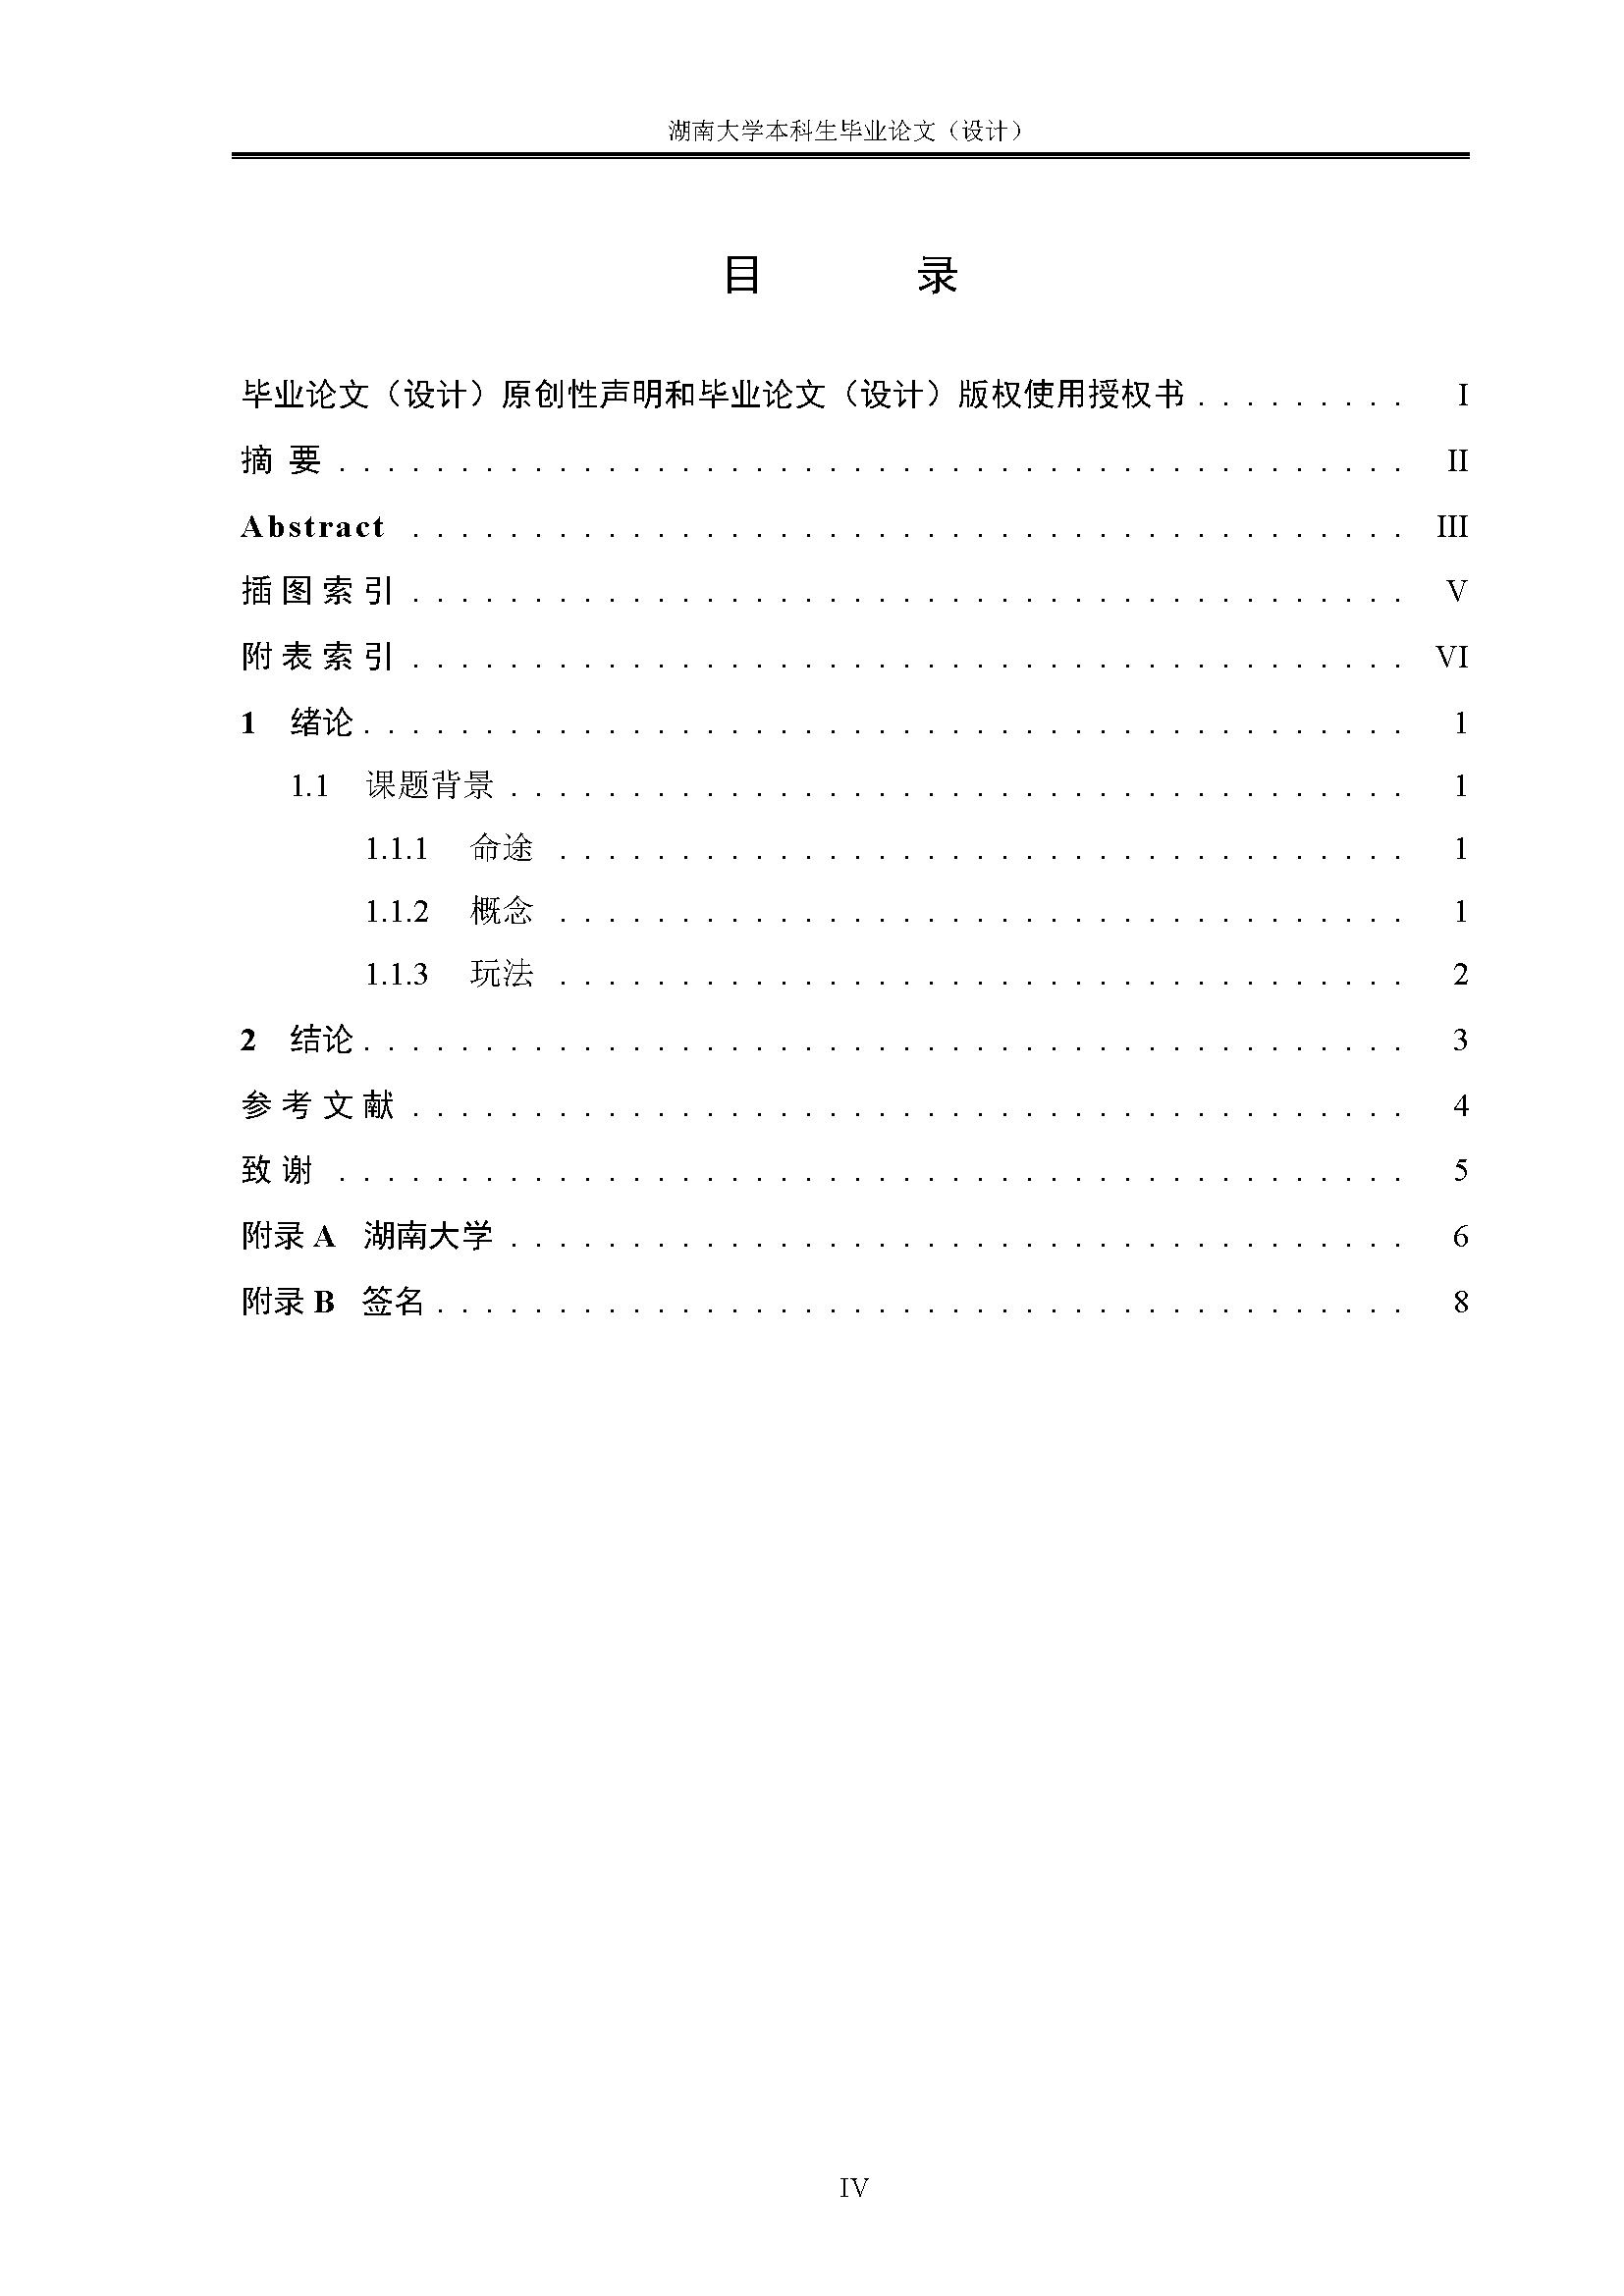 湖南大学本科生毕业论文（设计）
目 录
毕业论文（设计）原创性声明和毕业论文（设计）版权使用授权书 . . . . . . . . . I
摘 要 . . . . . . . . . . . . . . . . . . . . . . . . . . . . . . . . . . . . . . . . . . . . II
Abstract . . . . . . . . . . . . . . . . . . . . . . . . . . . . . . . . . . . . . . . . . III
插 图 索 引 . . . . . . . . . . . . . . . . . . . . . . . . . . . . . . . . . . . . . . . . . V
附 表 索 引 . . . . . . . . . . . . . . . . . . . . . . . . . . . . . . . . . . . . . . . . . VI
1 绪论 . . . . . . . . . . . . . . . . . . . . . . . . . . . . . . . . . . . . . . . . . . . 1
1.1 课题背景 . . . . . . . . . . . . . . . . . . . . . . . . . . . . . . . . . . . . . 1
1.1.1 命途 . . . . . . . . . . . . . . . . . . . . . . . . . . . . . . . . . . . 1
1.1.2 概念 . . . . . . . . . . . . . . . . . . . . . . . . . . . . . . . . . . . 1
1.1.3 玩法 . . . . . . . . . . . . . . . . . . . . . . . . . . . . . . . . . . . 2
2 结论 . . . . . . . . . . . . . . . . . . . . . . . . . . . . . . . . . . . . . . . . . . . 3
参 考 文 献 . . . . . . . . . . . . . . . . . . . . . . . . . . . . . . . . . . . . . . . . . 4
致 谢 . . . . . . . . . . . . . . . . . . . . . . . . . . . . . . . . . . . . . . . . . . . . 5
附录 A 湖南大学 . . . . . . . . . . . . . . . . . . . . . . . . . . . . . . . . . . . . . 6
附录 B 签名 . . . . . . . . . . . . . . . . . . . . . . . . . . . . . . . . . . . . . . . . 8
IV